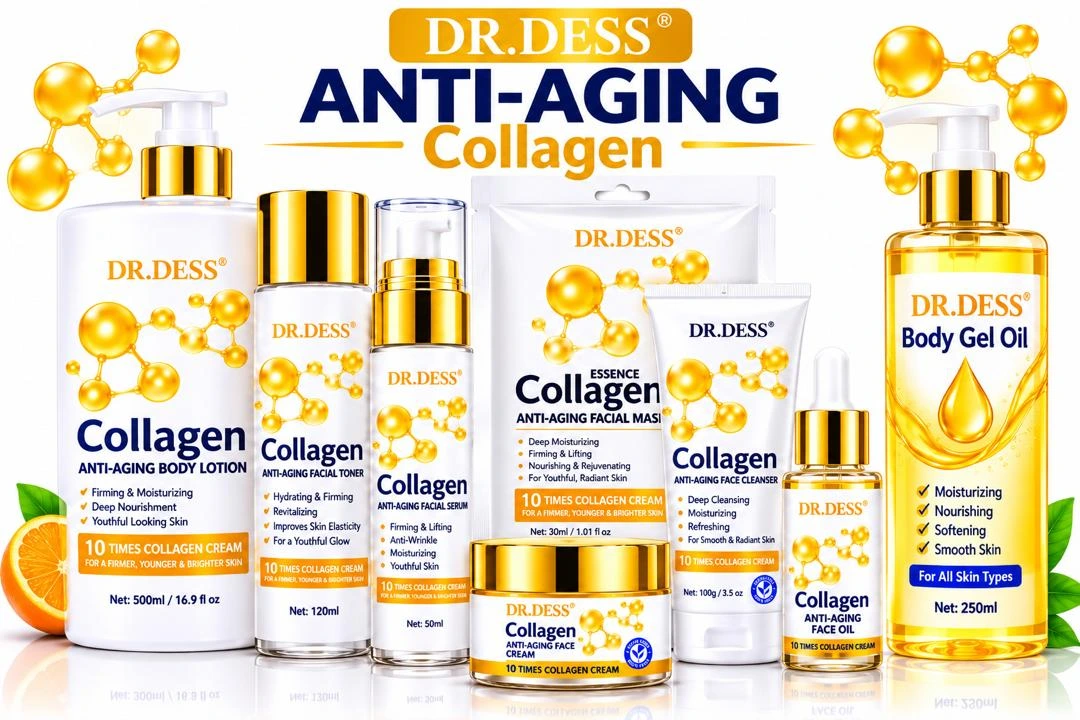 DR.DESS®
ANTI-AGING
Collagen
DR.DESS®
Collagen
ANTI-AGING BODY LOTION
Firming & Moisturizing
Deep Nourishment
Youthful Looking Skin
10 TIMES COLLAGEN CREAM
FOR A FIRMER, YOUNGER & BRIGHTER SKIN
Net: 500ml / 16.9 fl oz
DR.DESS®
Collagen
ANTI-AGING FACIAL TONER
Hydrating & Firming
Revitalizing
Improves Skin Elasticity
For a Youthful Glow
10 TIMES COLLAGEN CREAM
FOR A FIRMER, YOUNGER & BRIGHTER SKIN
Net: 120ml
DR.DESS®
Collagen
ANTI-AGING FACIAL SERUM
Firming & Lifting
Anti-Wrinkle
Moisturizing
Youthful Skin
10 TIMES COLLAGEN CREAM
FOR A FIRMER, YOUNGER & BRIGHTER SKIN
Net: 50ml
DR.DESS®
ESSENCE
Collagen
ANTI-AGING FACIAL MASK
Deep Moisturizing
Firming & Lifting
Nourishing & Rejuvenating
For Youthful, Radiant Skin
10 TIMES COLLAGEN CREAM
FOR A FIRMER, YOUNGER & BRIGHTER SKIN
Net: 30ml / 1.01 fl oz
DR.DESS®
Collagen
ANTI-AGING FACE
CREAM
10 TIMES COLLAGEN CREAM
DR.DESS®
Collagen
ANTI-AGING FACE CLEANSER
Deep Cleansing
Moisturizing
Refreshing
For Smooth & Radiant Skin
10 TIMES COLLAGEN CREAM
Net: 100g / 3.5 oz
DR.DESS®
Collagen
ANTI-AGING
FACE OIL
10 TIMES COLLAGEN CREAM
DR.DESS®
Body Gel Oil
Moisturizing
Nourishing
Softening
Smooth Skin
For All Skin Types
Net: 250ml